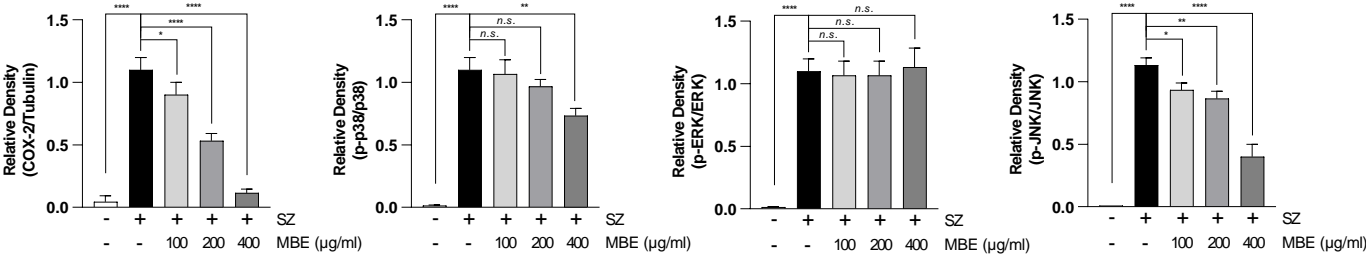 **** **
**** ****
****
*
Relative Density
(COX-2/Tubulin)
1.5
1.0
0.5
0.0
- + + + + SZ
- - 100 200 400 MBE (µg/ml)
**** **
n.s.
n.s.
Relative Density
(p-p38/p38)
1.5
1.0
0.5
0.0
- + + + + SZ
- - 100 200 400 MBE (µg/ml)
**** n.s.
n.s.
n.s.
Relative Density
(p-ERK/ERK)
1.5
1.0
0.5
0.0
- + + + + SZ
- - 100 200 400 MBE (µg/ml)
**** ****
**
*
Relative Density
(p-JNK/JNK)
1.5
1.0
0.5
0.0
- + + + + SZ
- - 100 200 400 MBE (µg/ml)